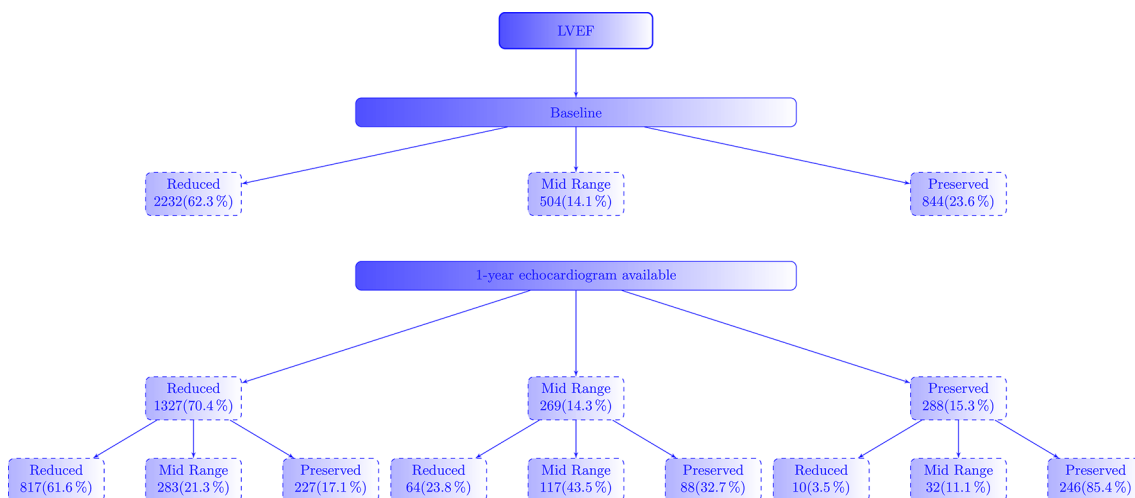 LVEF
Baseline
Reduced
2232(62.3 %)
Mid Range
504(14.1 %)
Preserved
844(23.6 %)
1-year echocardiogram available
Reduced
1327(70.4 %)
Mid Range
269(14.3 %)
Preserved
288(15.3 %)
Reduced
817(61.6 %)
Mid Range
283(21.3 %)
Preserved
227(17.1 %)
Reduced
64(23.8 %)
Mid Range
117(43.5 %)
Preserved
88(32.7 %)
Reduced
10(3.5 %)
Mid Range
32(11.1 %)
Preserved
246(85.4 %)